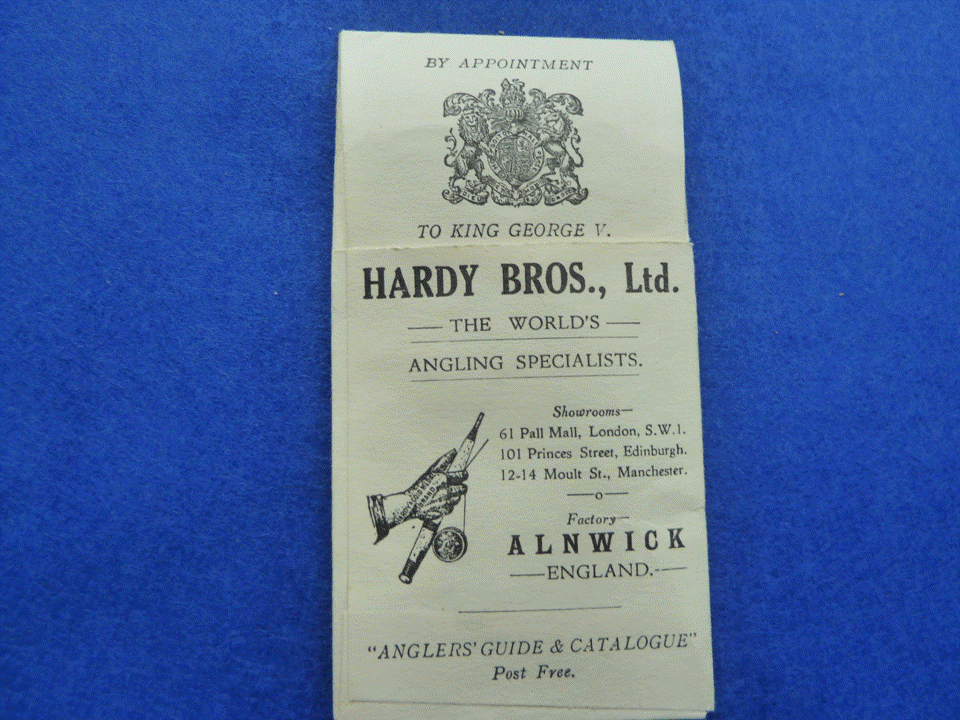 BY APPOINTMENT
TO KING GEORGE V.
HARDY BROS., Ltd.
— THE WORLD'S —
ANGLING SPECIALISTS.
Showrooms—
61 Pall Mall, London, S.W.1.
101 Princes Street, Edinburgh.
12-14 Moult St., Manchester.
—o—
Factory—
ALNWICK
—ENGLAND.—
"ANGLERS' GUIDE & CATALOGUE"
Post Free.